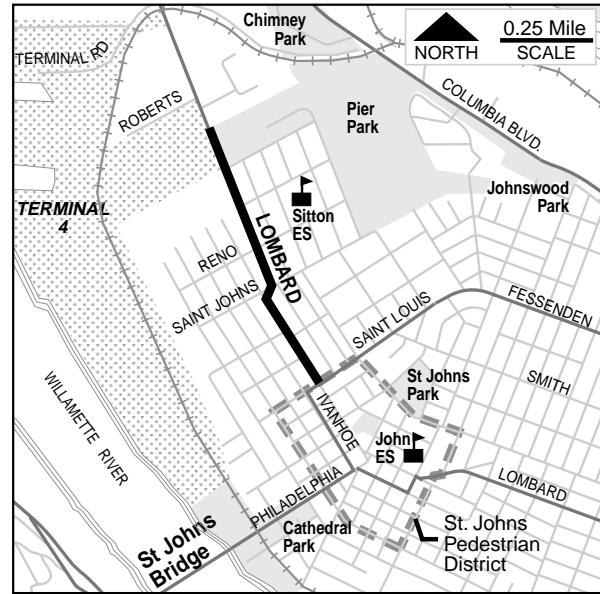 Chimney
Park
NORTH
0.25 Mile
SCALE
TERMINAL RD
ROBERTS
Pier
Park
COLUMBIA BLVD.
Johnswood
Park
TERMINAL
4
Sitton
ES
LOMBARD
RENO
SAINT JOHNS
SAINT LOUIS
FESSENDEN
SMITH
WILLAMETTE RIVER
St Johns
Park
IVANHOE
John
ES
LOMBARD
PHILADELPHIA
Cathedral
Park
St Johns
Bridge
St. Johns
Pedestrian
District